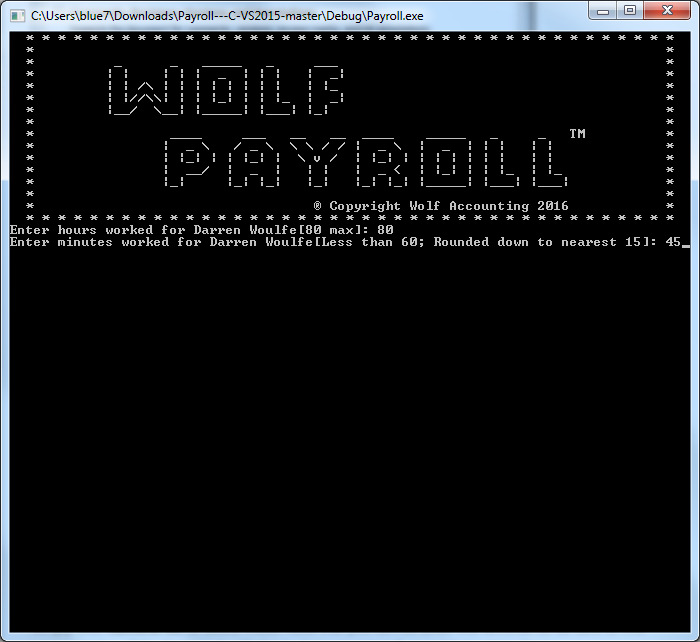 C:\Users\blue7\Downloads\Payroll---C-VS2015-master\Debug\Payroll.exe
WOLF
PAYROLL TM
® Copyright Wolf Accounting 2016
Enter hours worked for Darren Woulfe[80 max]: 80
Enter minutes worked for Darren Woulfe[Less than 60; Rounded down to nearest 15]: 45_